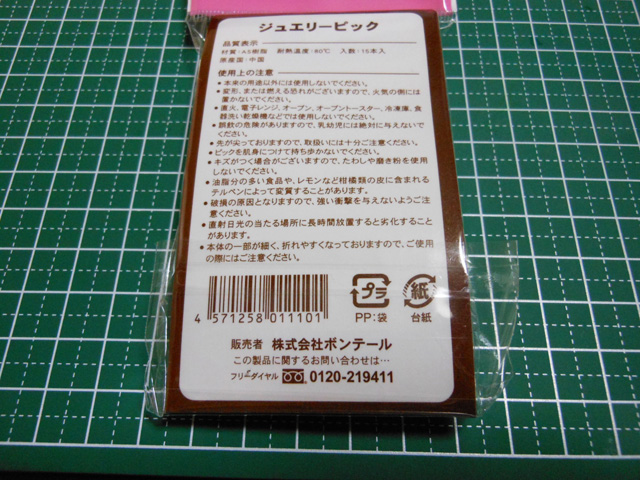 ジュエリーピック
品質表示
材質:AS樹脂 耐熱温度:80℃ 入数:15本入
原産国:中国
使用上の注意
●本来の用途以外には使用しないでください。
●変形、または燃える恐れがございますので、火気の側には
置かないでください。
●直火、電子レンジ、オーブン、オーブントースター、冷凍庫、食
器洗い乾燥機などでは使用しないでください。
●誤飲の危険がありますので、乳幼児には絶対に与えないで
ください。
●先が尖っておりますので、取扱いには十分ご注意ください。
●ピックを肌身につけて持ち歩かないでください。
●キズがつく場合がございますので、たわしや磨き粉を使用
しないでください。
●油脂分の多い食品や、レモンなど柑橘類の皮に含まれる
テルペンによって変質することがあります。
●破損の原因となりますので、強い衝撃を与えないようご注
意ください。
●直射日光の当たる場所に長時間放置すると劣化すること
があります。
●本体の一部が細く、折れやすくなっておりますので、ご使用
の際にはご注意ください。
4 571258 011101
プラ 紙
PP:袋 台紙
販売者 株式会社ボンテール
この製品に関するお問い合わせは…
フリーダイヤル 0120-219411